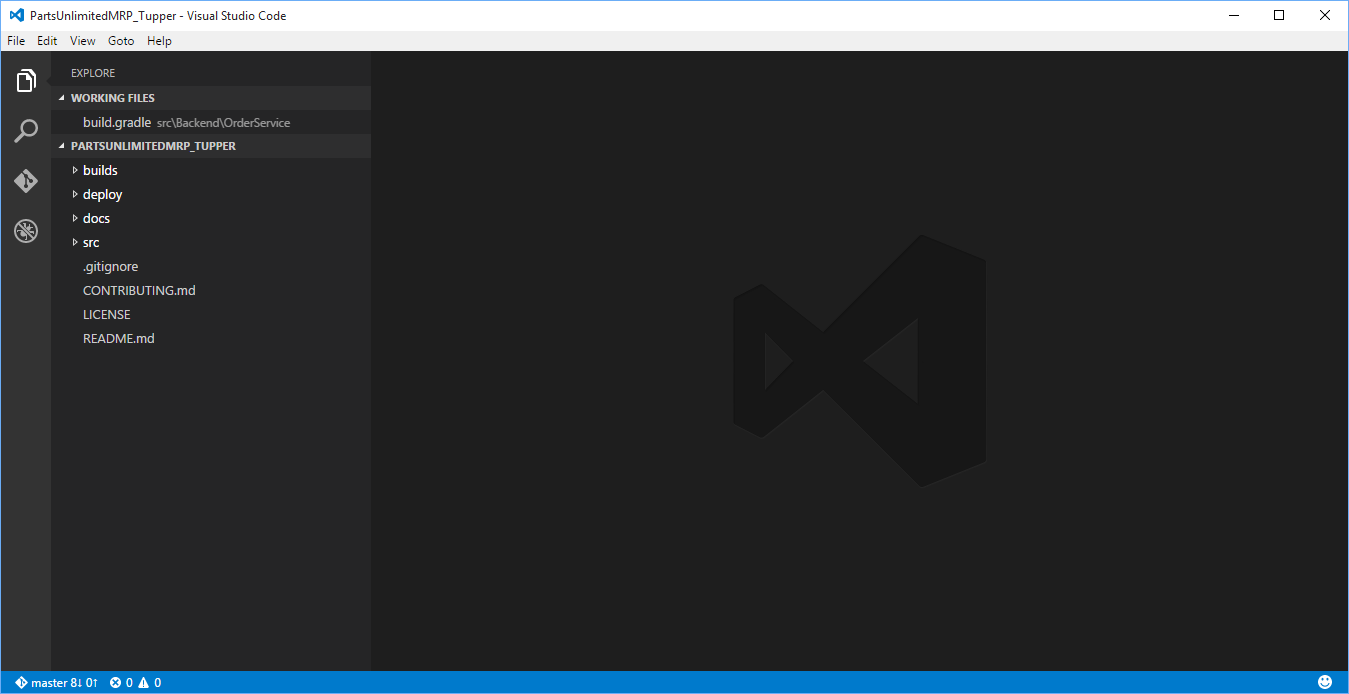 PartsUnlimitedMRP_Tupper - Visual Studio Code
File Edit View Goto Help
EXPLORE
WORKING FILES
build.gradle src\Backend\OrderService
PARTSUNLIMITEDMRP_TUPPER
builds
deploy
docs
src
.gitignore
CONTRIBUTING.md
LICENSE
README.md
master 8↓ 0↑ 0 0